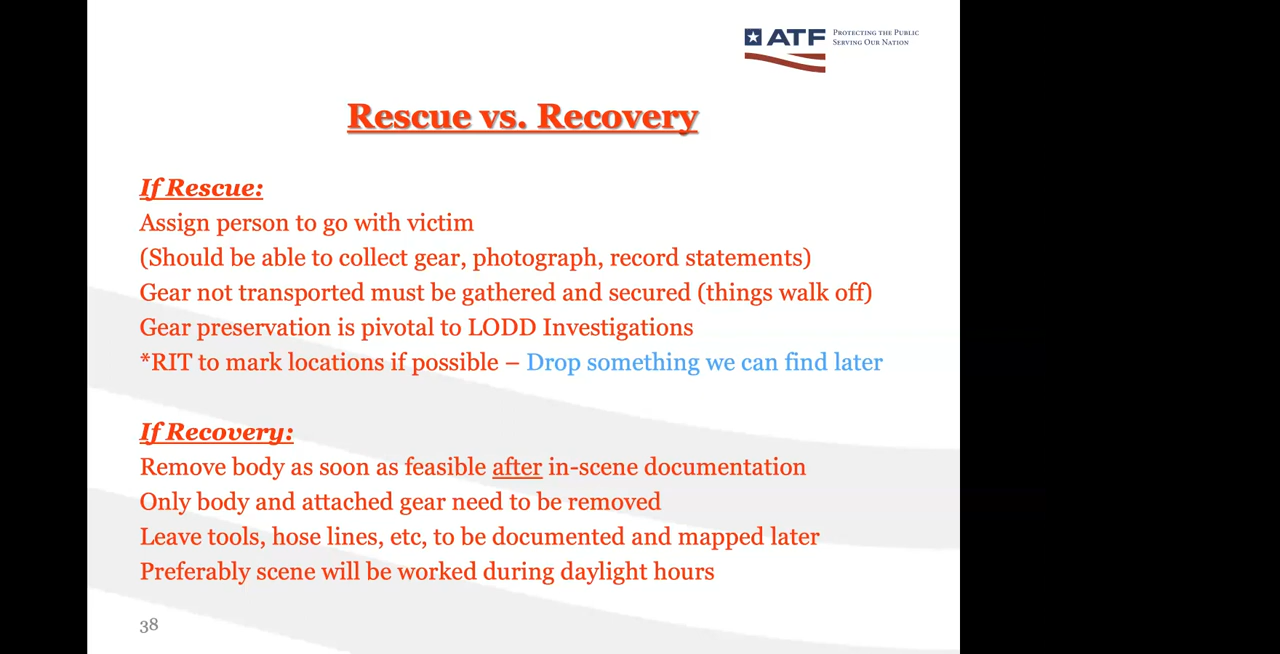 ATF
PROTECTING THE PUBLIC
SERVING OUR NATION
Rescue vs. Recovery
If Rescue:
Assign person to go with victim
(Should be able to collect gear, photograph, record statements)
Gear not transported must be gathered and secured (things walk off)
Gear preservation is pivotal to LODD Investigations
*RIT to mark locations if possible – Drop something we can find later
If Recovery:
Remove body as soon as feasible after in-scene documentation
Only body and attached gear need to be removed
Leave tools, hose lines, etc, to be documented and mapped later
Preferably scene will be worked during daylight hours
38